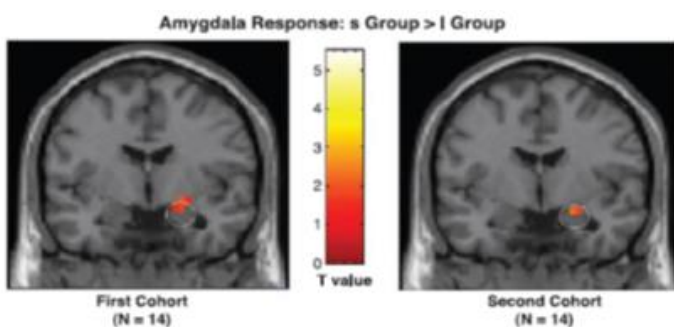 Amygdala Response: s Group > l Group
5
4
3
2
1
0
T value
First Cohort
(N = 14)
Second Cohort
(N = 14)